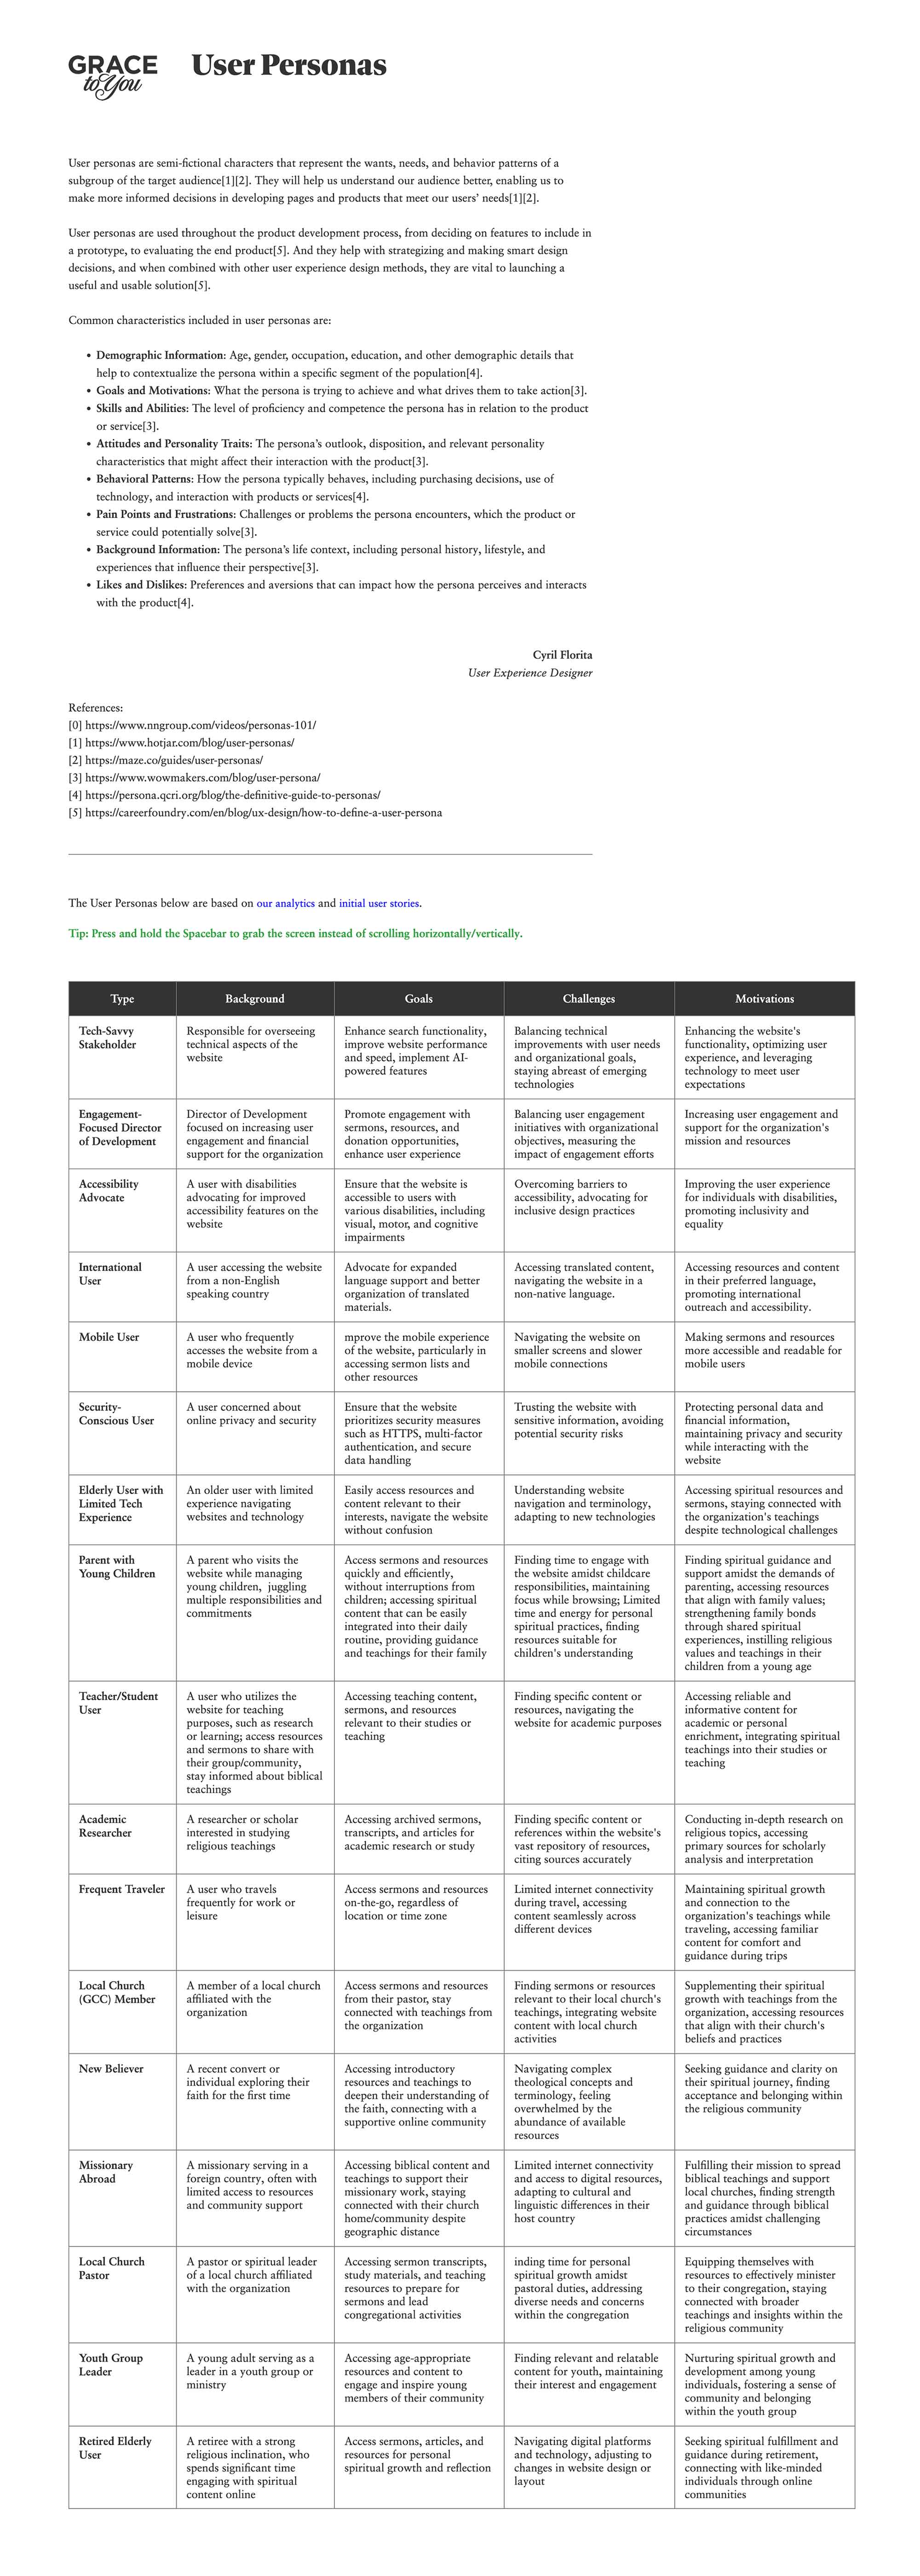 GRACE
to You
User Personas
User personas are semi-fictional characters that represent the wants, needs, and behavior patterns of a
subgroup of the target audience[1][2]. They will help us understand our audience better, enabling us to
make more informed decisions in developing pages and products that meet our users’ needs[1][2].
User personas are used throughout the product development process, from deciding on features to include in
a prototype, to evaluating the end product[5]. And they help with strategizing and making smart design
decisions, and when combined with other user experience design methods, they are vital to launching a
useful and usable solution[5].
Common characteristics included in user personas are:
• Demographic Information: Age, gender, occupation, education, and other demographic details that
help to contextualize the persona within a specific segment of the population[4].
• Goals and Motivations: What the persona is trying to achieve and what drives them to take action[3].
• Skills and Abilities: The level of proficiency and competence the persona has in relation to the product
or service[3].
• Attitudes and Personality Traits: The persona’s outlook, disposition, and relevant personality
characteristics that might affect their interaction with the product[3].
• Behavioral Patterns: How the persona typically behaves, including purchasing decisions, use of
technology, and interaction with products or services[4].
• Pain Points and Frustrations: Challenges or problems the persona encounters, which the product or
service could potentially solve[3].
• Background Information: The persona’s life context, including personal history, lifestyle, and
experiences that influence their perspective[3].
• Likes and Dislikes: Preferences and aversions that can impact how the persona perceives and interacts
with the product[4].
Cyril Florita
User Experience Designer
References:
[0] https://www.nngroup.com/videos/personas-101/
[1] https://www.hotjar.com/blog/user-personas/
[2] https://maze.co/guides/user-personas/
[3] https://www.wowmakers.com/blog/user-persona/
[4] https://persona.qcri.org/blog/the-definitive-guide-to-personas/
[5] https://careerfoundry.com/en/blog/ux-design/how-to-define-a-user-persona
The User Personas below are based on our analytics and initial user stories.
Tip: Press and hold the Spacebar to grab the screen instead of scrolling horizontally/vertically.
Type
Background
Goals
Challenges
Motivations
Tech-Savvy
Stakeholder
Responsible for overseeing
technical aspects of the
website
Enhance search functionality,
improve website performance
and speed, implement AI-
powered features
Balancing technical
improvements with user needs
and organizational goals,
staying abreast of emerging
technologies
Enhancing the website's
functionality, optimizing user
experience, and leveraging
technology to meet user
expectations
Engagement-
Focused Director
of Development
Director of Development
focused on increasing user
engagement and financial
support for the organization
Promote engagement with
sermons, resources, and
donation opportunities,
enhance user experience
Balancing user engagement
initiatives with organizational
objectives, measuring the
impact of engagement efforts
Increasing user engagement and
support for the organization's
mission and resources
Accessibility
Advocate
A user with disabilities
advocating for improved
accessibility features on the
website
Ensure that the website is
accessible to users with
various disabilities, including
visual, motor, and cognitive
impairments
Overcoming barriers to
accessibility, advocating for
inclusive design practices
Improving the user experience
for individuals with disabilities,
promoting inclusivity and
equality
International
User
A user accessing the website
from a non-English
speaking country
Advocate for expanded
language support and better
organization of translated
materials.
Accessing translated content,
navigating the website in a
non-native language.
Accessing resources and content
in their preferred language,
promoting international
outreach and accessibility.
Mobile User
A user who frequently
accesses the website from a
mobile device
mprove the mobile experience
of the website, particularly in
accessing sermon lists and
other resources
Navigating the website on
smaller screens and slower
mobile connections
Making sermons and resources
more accessible and readable for
mobile users
Security-
Conscious User
A user concerned about
online privacy and security
Ensure that the website
prioritizes security measures
such as HTTPS, multi-factor
authentication, and secure
data handling
Trusting the website with
sensitive information, avoiding
potential security risks
Protecting personal data and
financial information,
maintaining privacy and security
while interacting with the
website
Elderly User with
Limited Tech
Experience
An older user with limited
experience navigating
websites and technology
Easily access resources and
content relevant to their
interests, navigate the website
without confusion
Understanding website
navigation and terminology,
adapting to new technologies
Accessing spiritual resources and
sermons, staying connected with
the organization's teachings
despite technological challenges
Parent with
Young Children
A parent who visits the
website while managing
young children, juggling
multiple responsibilities and
commitments
Access sermons and resources
quickly and efficiently,
without interruptions from
children; accessing spiritual
content that can be easily
integrated into their daily
routine, providing guidance
and teachings for their family
Finding time to engage with
the website amidst childcare
responsibilities, maintaining
focus while browsing; Limited
time and energy for personal
spiritual practices, finding
resources suitable for
children's understanding
Finding spiritual guidance and
support amidst the demands of
parenting, accessing resources
that align with family values;
strengthening family bonds
through shared spiritual
experiences, instilling religious
values and teachings in their
children from a young age
Teacher/Student
User
A user who utilizes the
website for teaching
purposes, such as research
or learning; access resources
and sermons to share with
their group/community,
stay informed about biblical
teachings
Accessing teaching content,
sermons, and resources
relevant to their studies or
teaching
Finding specific content or
resources, navigating the
website for academic purposes
Accessing reliable and
informative content for
academic or personal
enrichment, integrating spiritual
teachings into their studies or
teaching
Academic
Researcher
A researcher or scholar
interested in studying
religious teachings
Accessing archived sermons,
transcripts, and articles for
academic research or study
Finding specific content or
references within the website's
vast repository of resources,
citing sources accurately
Conducting in-depth research on
religious topics, accessing
primary sources for scholarly
analysis and interpretation
Frequent Traveler
A user who travels
frequently for work or
leisure
Access sermons and resources
on-the-go, regardless of
location or time zone
Limited internet connectivity
during travel, accessing
content seamlessly across
different devices
Maintaining spiritual growth
and connection to the
organization's teachings while
traveling, accessing familiar
content for comfort and
guidance during trips
Local Church
(GCC) Member
A member of a local church
affiliated with the
organization
Access sermons and resources
from their pastor, stay
connected with teachings from
the organization
Finding sermons or resources
relevant to their local church's
teachings, integrating website
content with local church
activities
Supplementing their spiritual
growth with teachings from the
organization, accessing resources
that align with their church's
beliefs and practices
New Believer
A recent convert or
individual exploring their
faith for the first time
Accessing introductory
resources and teachings to
deepen their understanding of
the faith, connecting with a
supportive online community
Navigating complex
theological concepts and
terminology, feeling
overwhelmed by the
abundance of available
resources
Seeking guidance and clarity on
their spiritual journey, finding
acceptance and belonging within
the religious community
Missionary
Abroad
A missionary serving in a
foreign country, often with
limited access to resources
and community support
Accessing biblical content and
teachings to support their
missionary work, staying
connected with their church
home/community despite
geographic distance
Limited internet connectivity
and access to digital resources,
adapting to cultural and
linguistic differences in their
host country
Fulfilling their mission to spread
biblical teachings and support
local churches, finding strength
and guidance through biblical
practices amidst challenging
circumstances
Local Church
Pastor
A pastor or spiritual leader
of a local church affiliated
with the organization
Accessing sermon transcripts,
study materials, and teaching
resources to prepare for
sermons and lead
congregational activities
inding time for personal
spiritual growth amidst
pastoral duties, addressing
diverse needs and concerns
within the congregation
Equipping themselves with
resources to effectively minister
to their congregation, staying
connected with broader
teachings and insights within the
religious community
Youth Group
Leader
A young adult serving as a
leader in a youth group or
ministry
Accessing age-appropriate
resources and content to
engage and inspire young
members of their community
Finding relevant and relatable
content for youth, maintaining
their interest and engagement
Nurturing spiritual growth and
development among young
individuals, fostering a sense of
community and belonging
within the youth group
Retired Elderly
User
A retiree with a strong
religious inclination, who
spends significant time
engaging with spiritual
content online
Access sermons, articles, and
resources for personal
spiritual growth and reflection
Navigating digital platforms
and technology, adjusting to
changes in website design or
layout
Seeking spiritual fulfillment and
guidance during retirement,
connecting with like-minded
individuals through online
communities